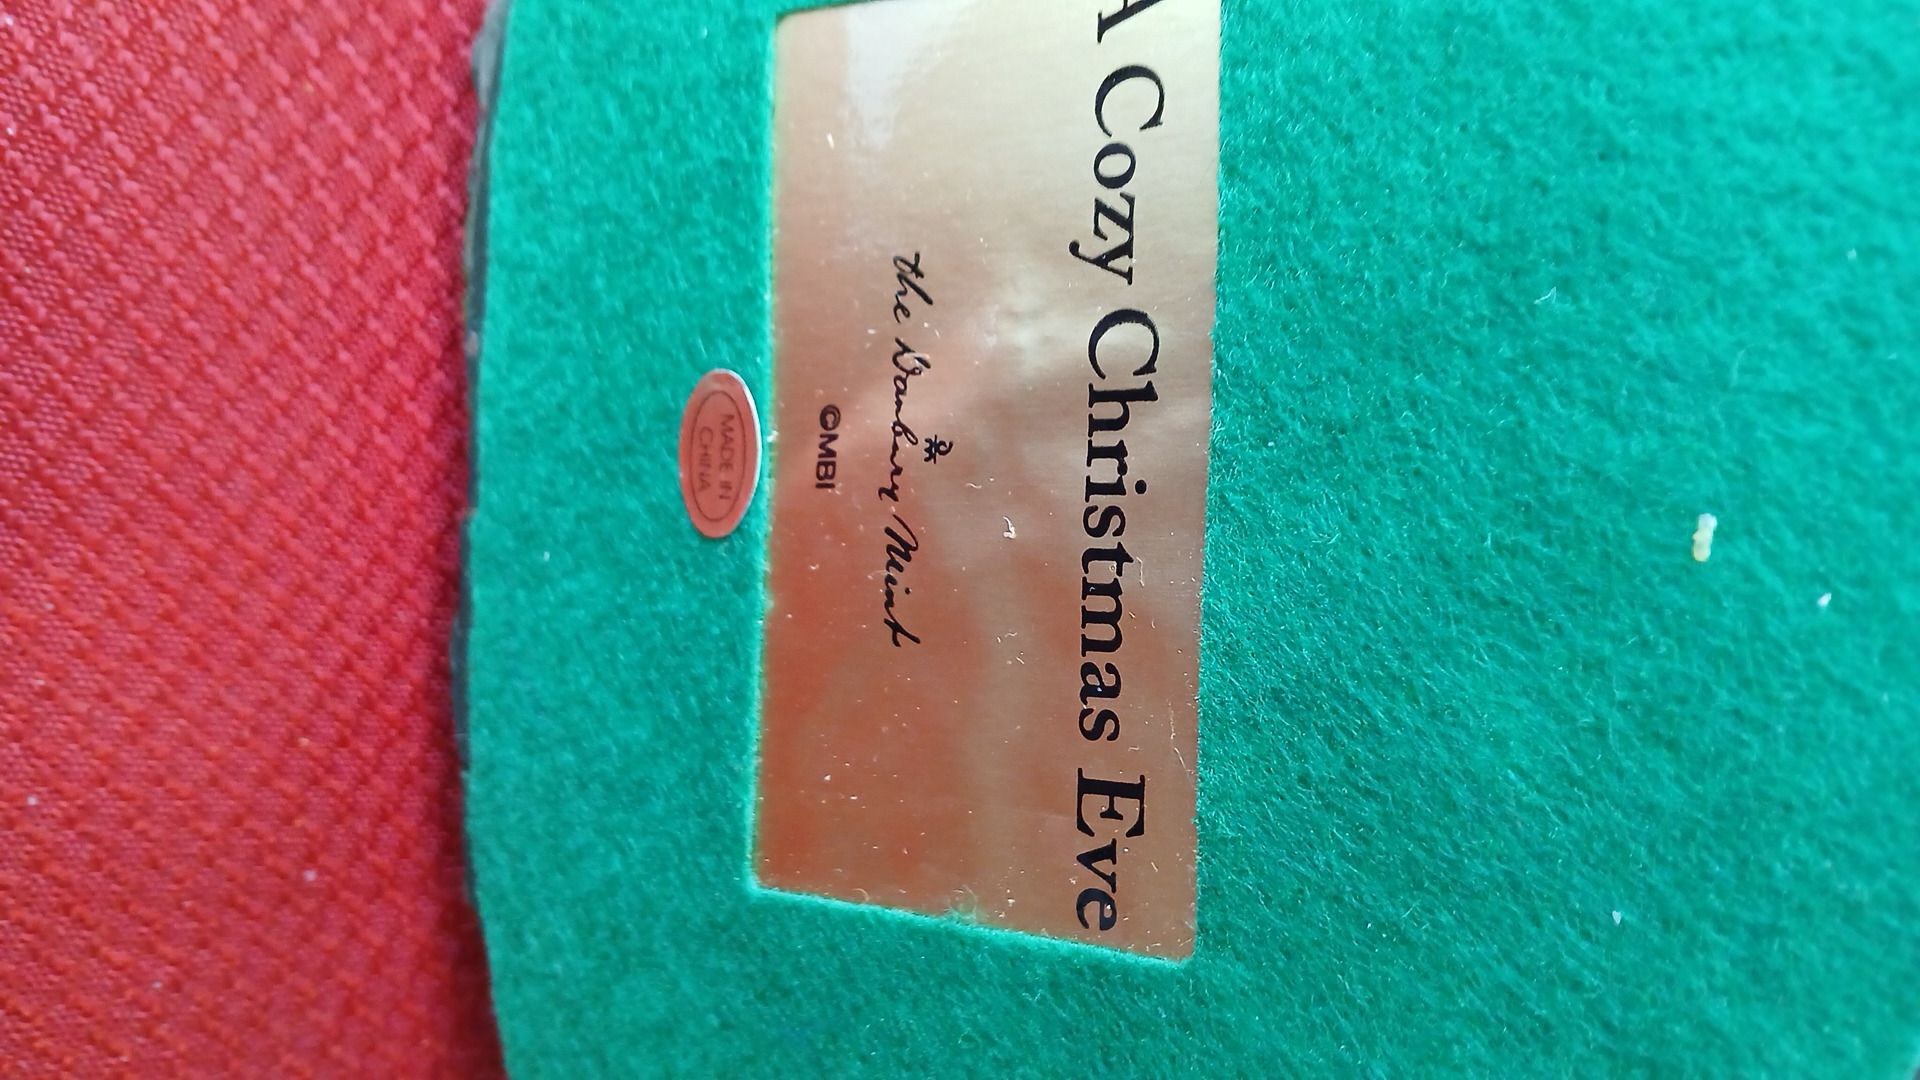 A Cozy Christmas Eve
the Danbury Mint
©MBI
MADE IN
CHINA